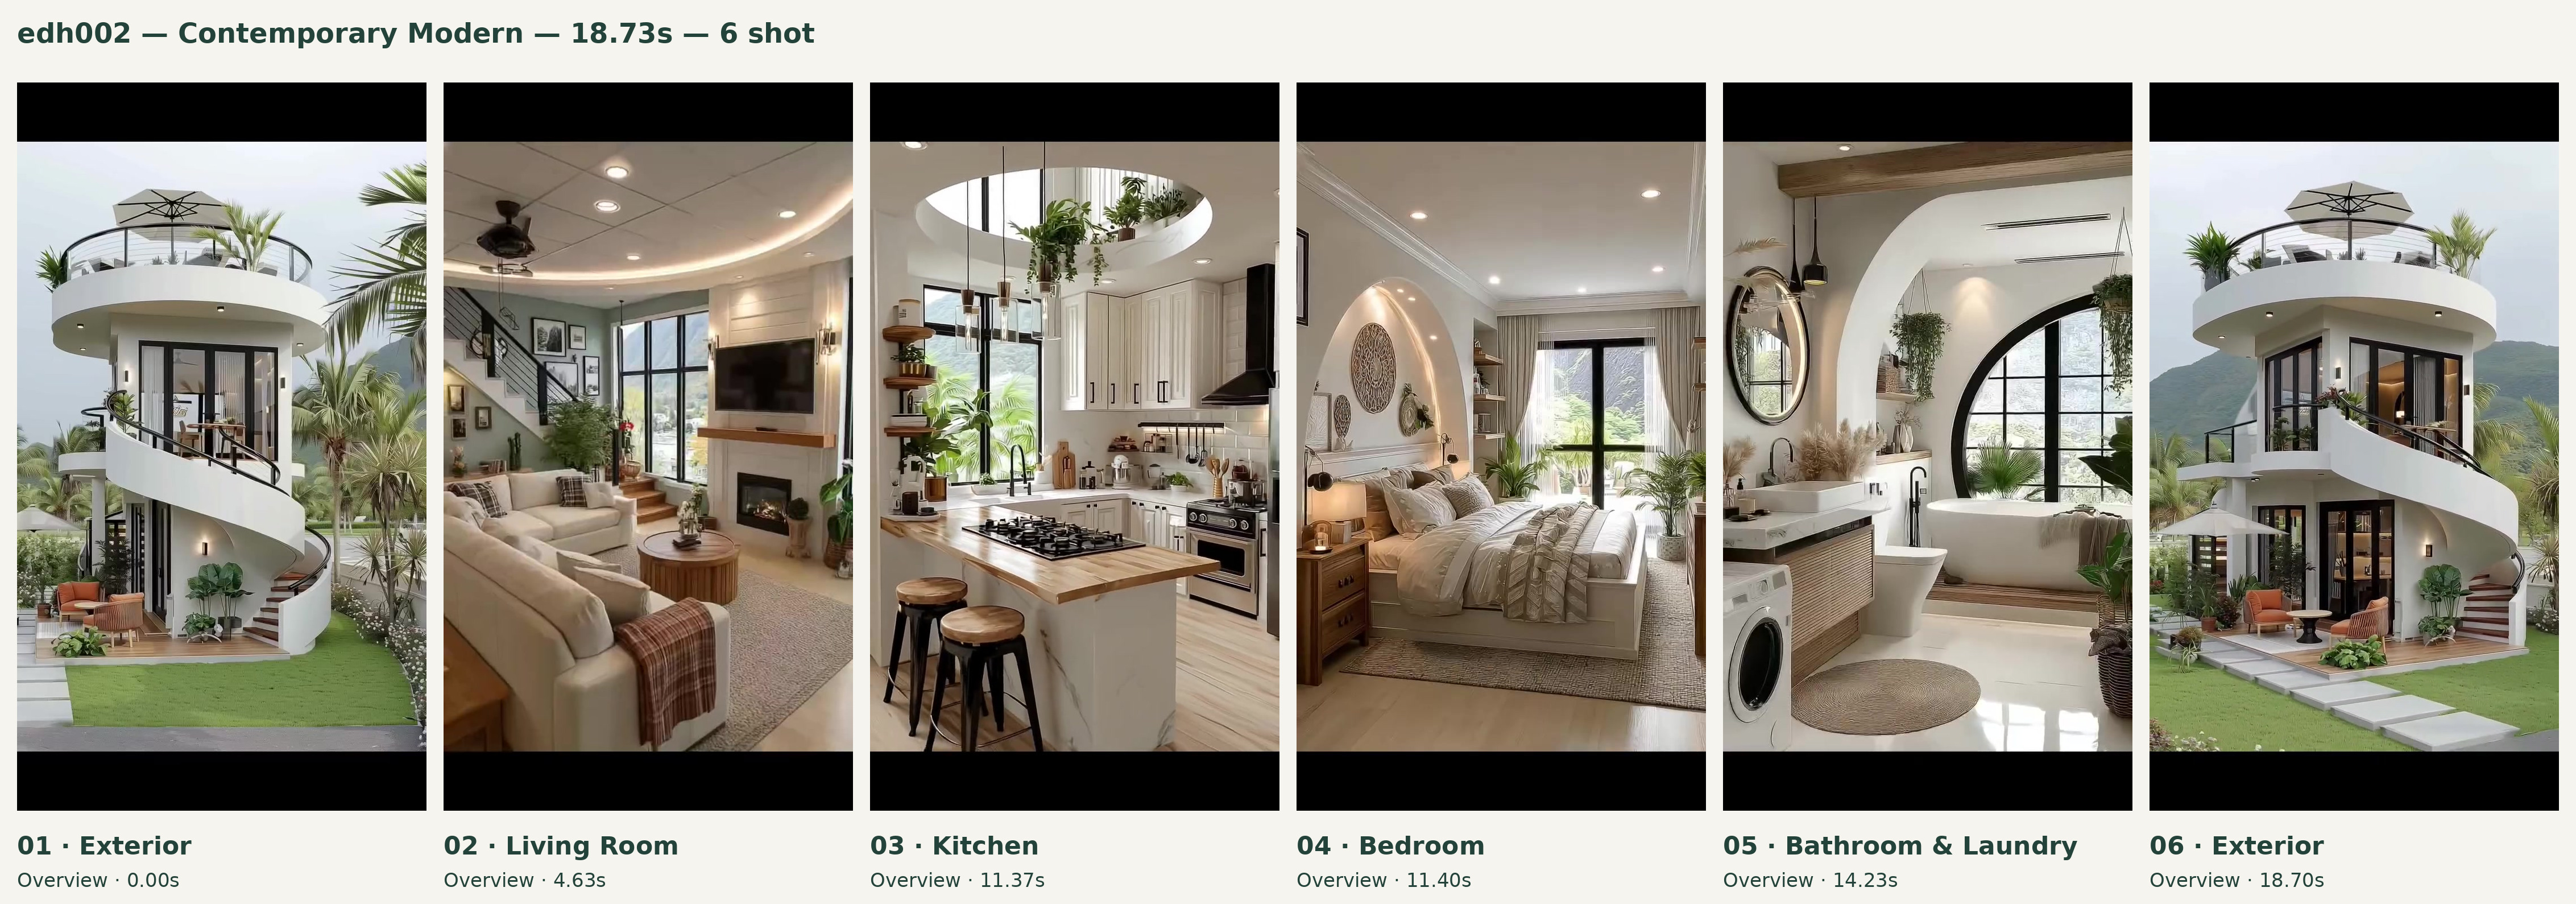 edh002 — Contemporary Modern — 18.73s — 6 shot
01 · Exterior
Overview · 0.00s
02 · Living Room
Overview · 4.63s
03 · Kitchen
Overview · 11.37s
04 · Bedroom
Overview · 11.40s
05 · Bathroom & Laundry
Overview · 14.23s
06 · Exterior
Overview · 18.70s